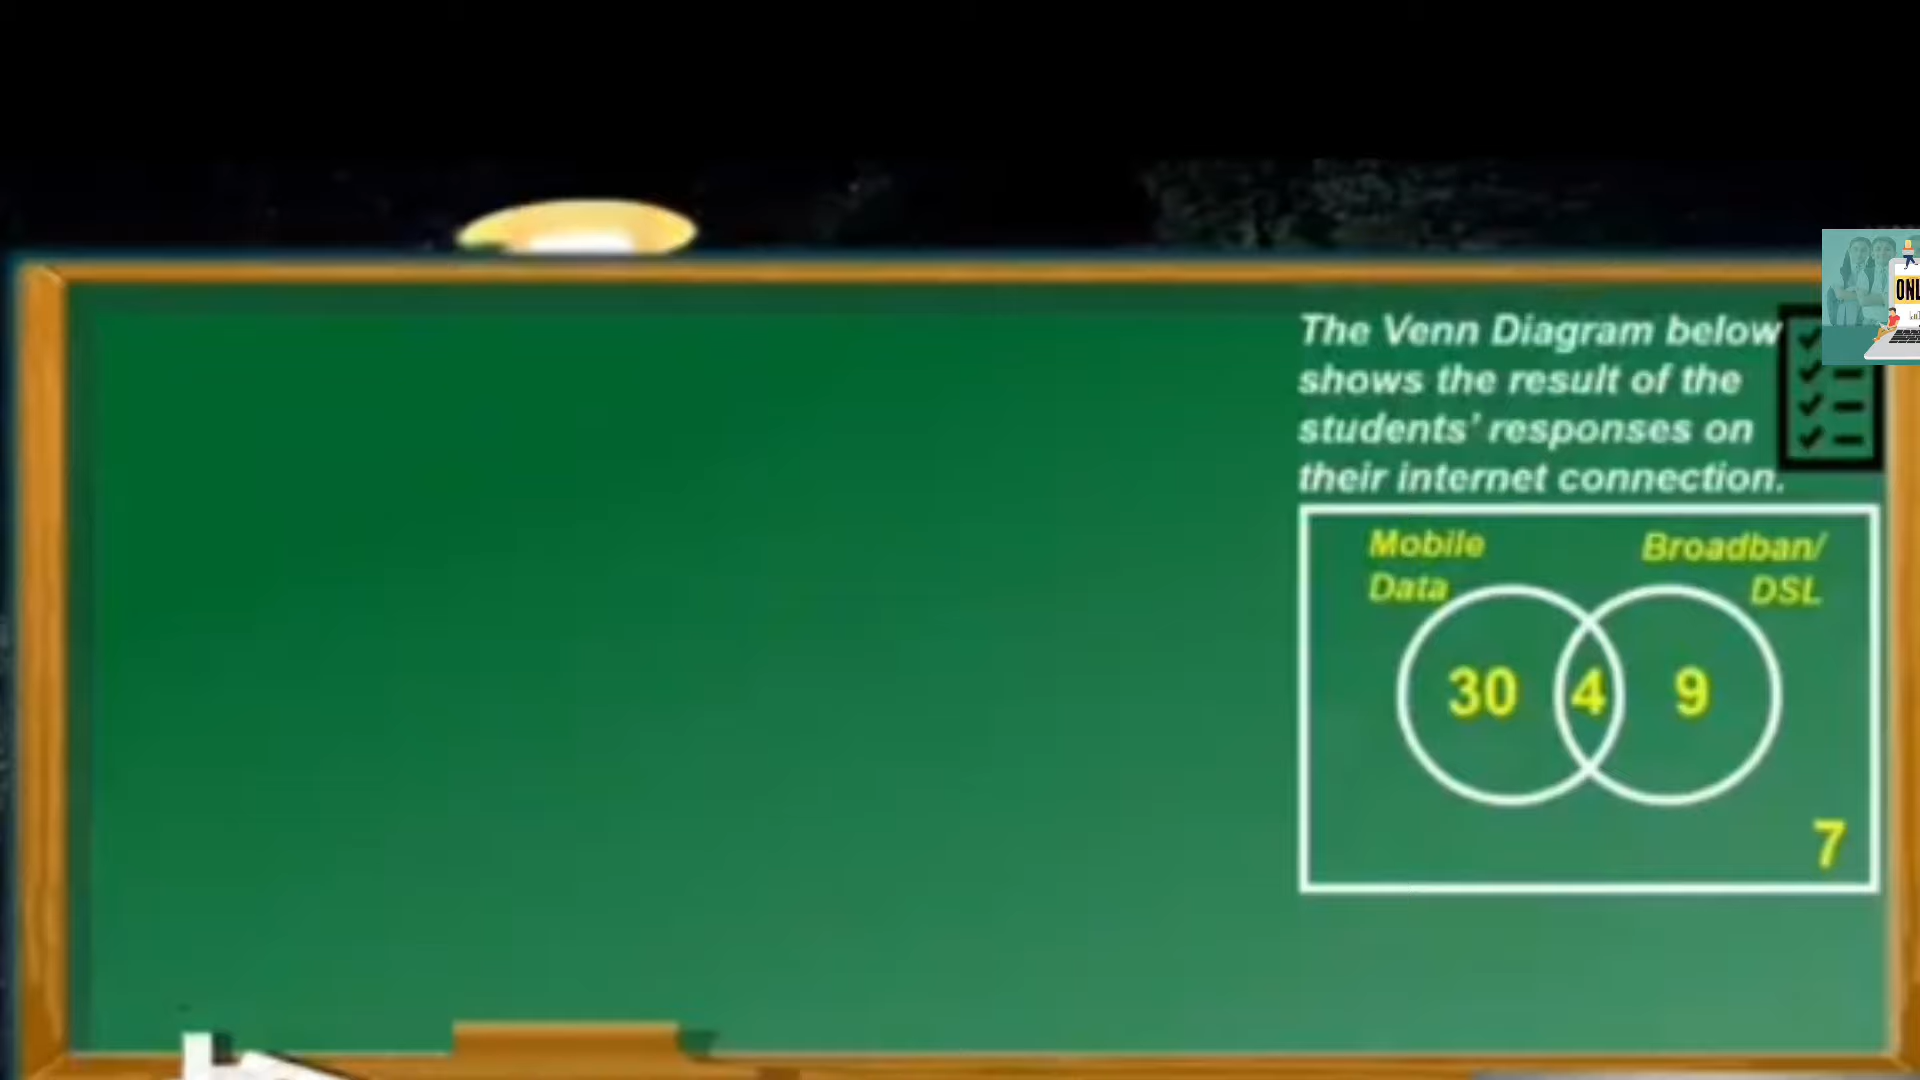 The Venn Diagram below
shows the result of the
students' responses on
their internet connection.
Mobile
Data
Broadban/
DSL
30 4 9
7